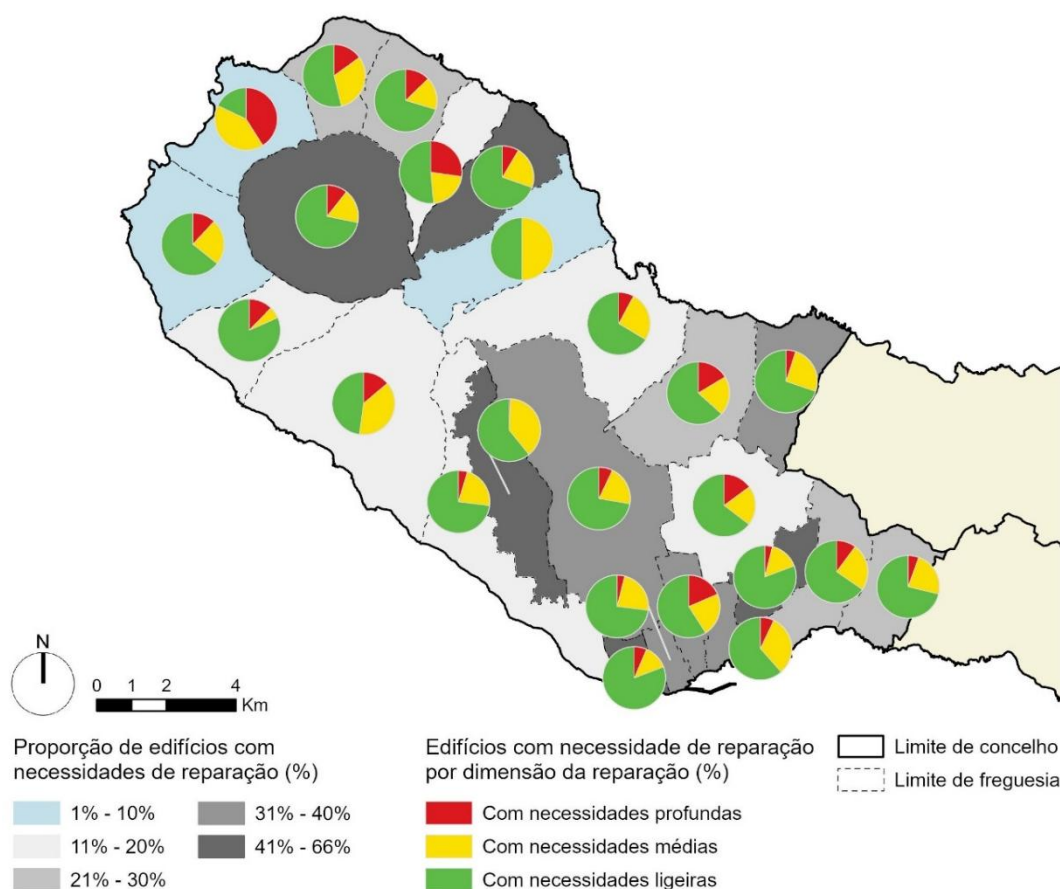 N
0 1 2 4
Km
Proporção de edifícios com
necessidades de reparação (%)
1% - 10%
11% - 20%
21% - 30%
31% - 40%
41% - 66%
Edifícios com necessidade de reparação
por dimensão da reparação (%)
Com necessidades profundas
Com necessidades médias
Com necessidades ligeiras
Limite de concelho
Limite de freguesia